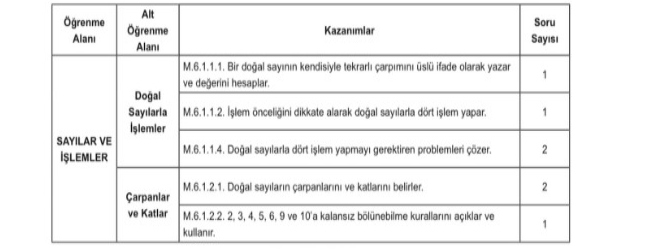 Öğrenme Alanı
Alt Öğrenme Alanı
Kazanımlar
Soru Sayısı
SAYILAR VE İŞLEMLER
Doğal Sayılarla İşlemler
M.6.1.1.1. Bir doğal sayının kendisiyle tekrarlı çarpımını üslü ifade olarak yazar
ve değerini hesaplar.
1
M.6.1.1.2. İşlem önceliğini dikkate alarak doğal sayılarla dört işlem yapar.
1
M.6.1.1.4. Doğal sayılarla dört işlem yapmayı gerektiren problemleri çözer.
2
Çarpanlar ve Katlar
M.6.1.2.1. Doğal sayıların çarpanlarını ve katlarını belirler.
2
M.6.1.2.2. 2, 3, 4, 5, 6, 9 ve 10'a kalansız bölünebilme kurallarını açıklar ve
kullanır.
1